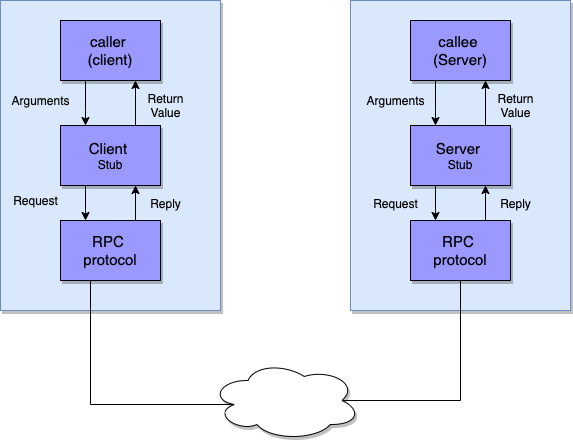 caller
(client)
Arguments
Return
Value
Client
Stub
Request
Reply
RPC
protocol
callee
(Server)
Arguments
Return
Value
Server
Stub
Request
Reply
RPC
protocol